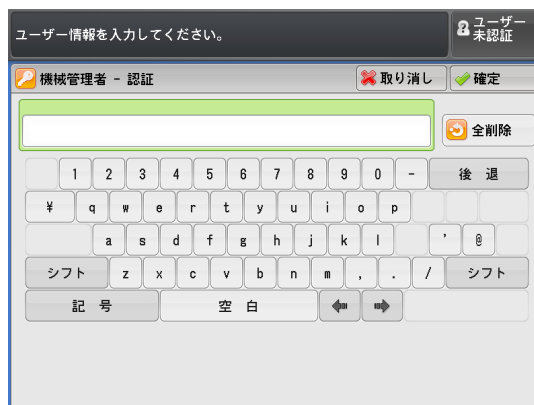 ユーザー情報を入力してください。
ユーザー
未認証
機械管理者 - 認証
取り消し
確定
全削除
1 2 3 4 5 6 7 8 9 0 - 後 退
¥ q w e r t y u i o p
a s d f g h j k l ' @
シフト z x c v b n m , . / シフト
記 号 空 白